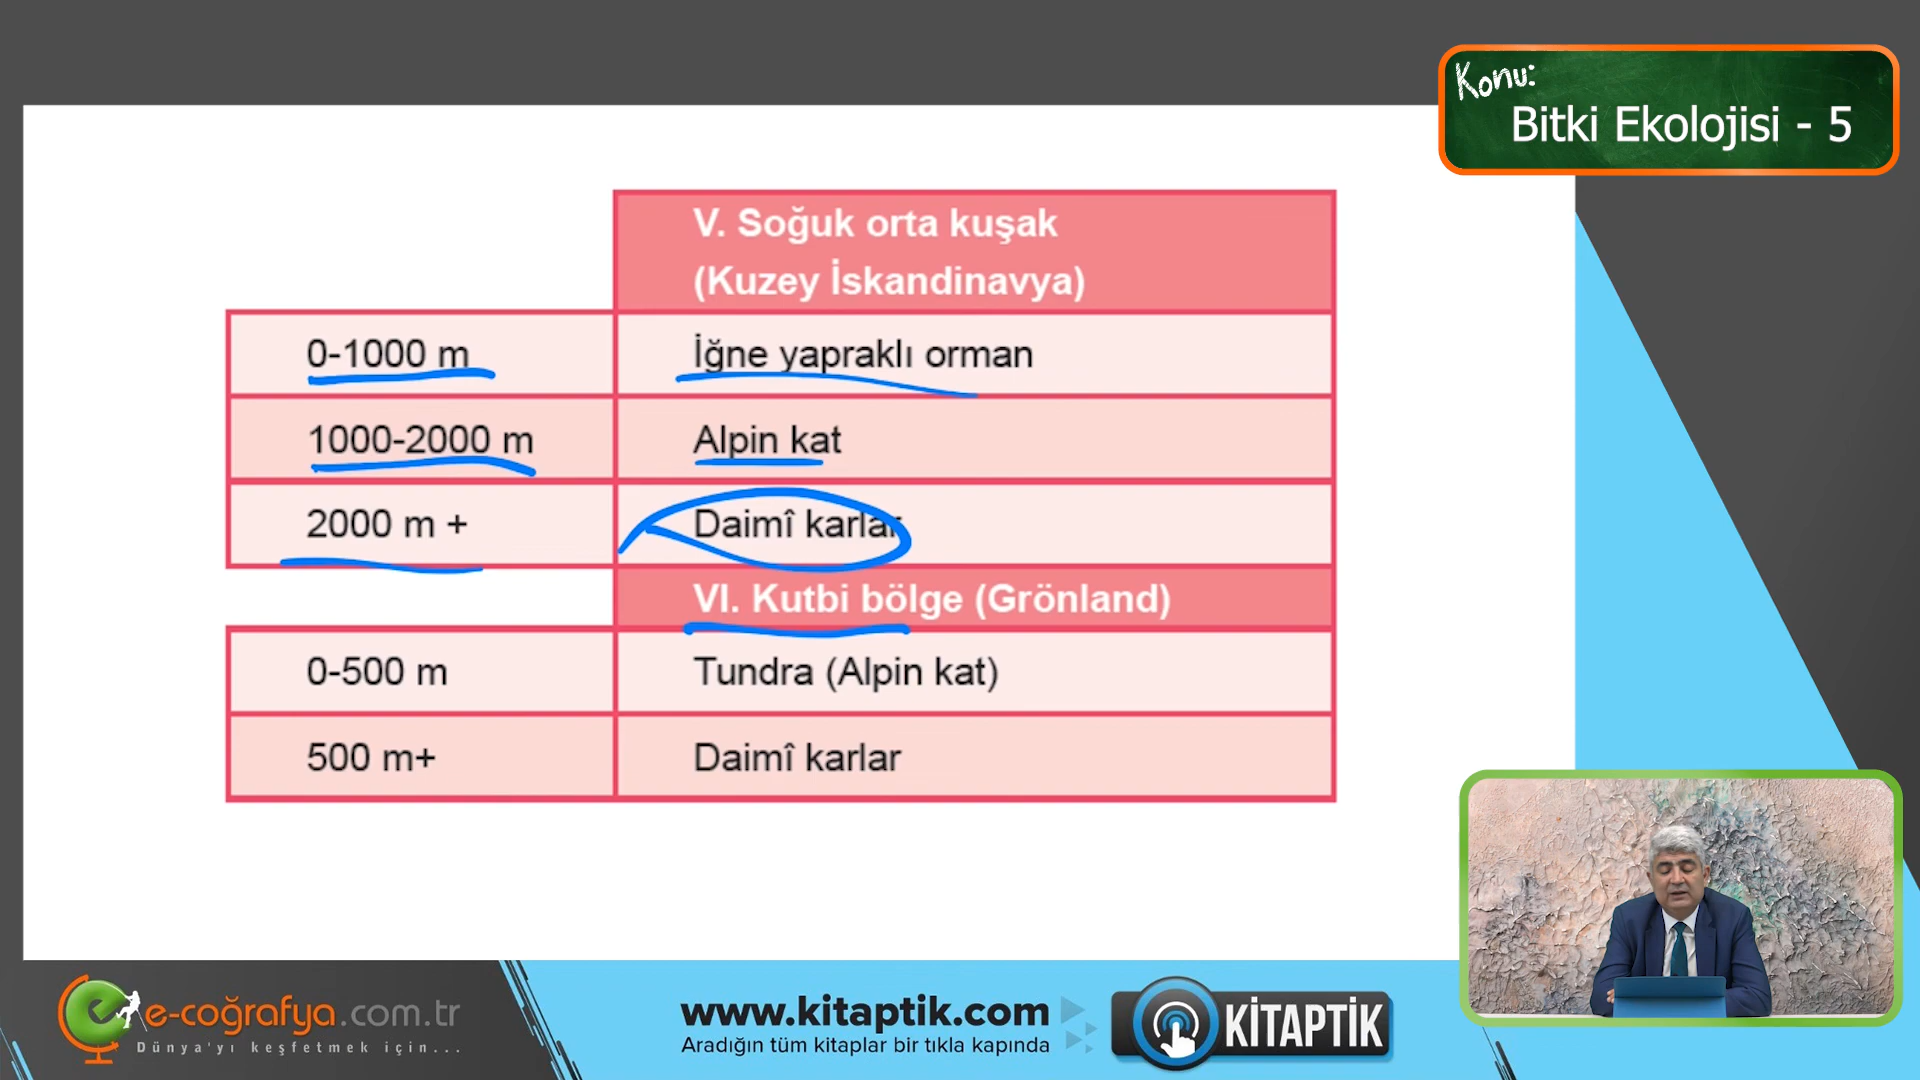 Konu:
Bitki Ekolojisi - 5
V. Soğuk orta kuşak
(Kuzey İskandinavya)
0-1000 m İğne yapraklı orman
1000-2000 m Alpin kat
2000 m + Daimî karlar
VI. Kutbi bölge (Grönland)
0-500 m Tundra (Alpin kat)
500 m+ Daimî karlar
e-coğrafya.com.tr
Dünya'yı keşfetmek için...
www.kitaptik.com
Aradığın tüm kitaplar bir tıkla kapında
KİTAPTİK